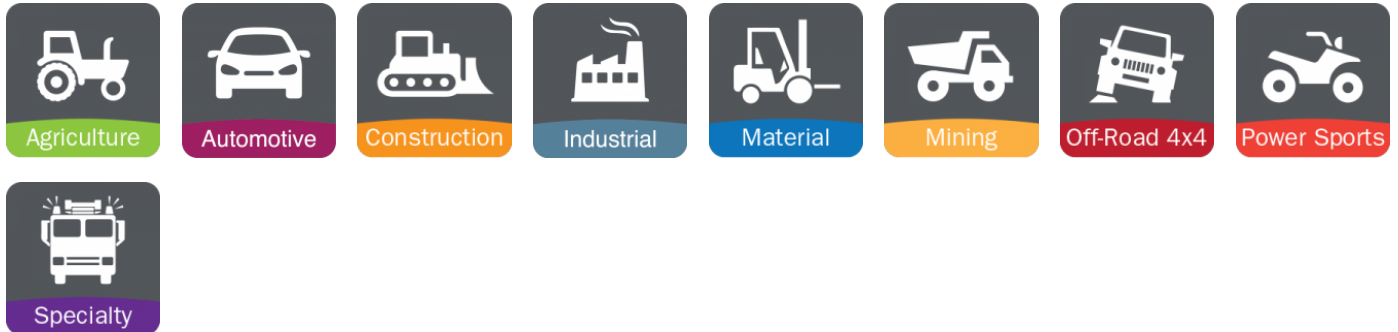 Agriculture
Automotive
Construction
Industrial
Material
Mining
Off-Road 4x4
Power Sports
Specialty